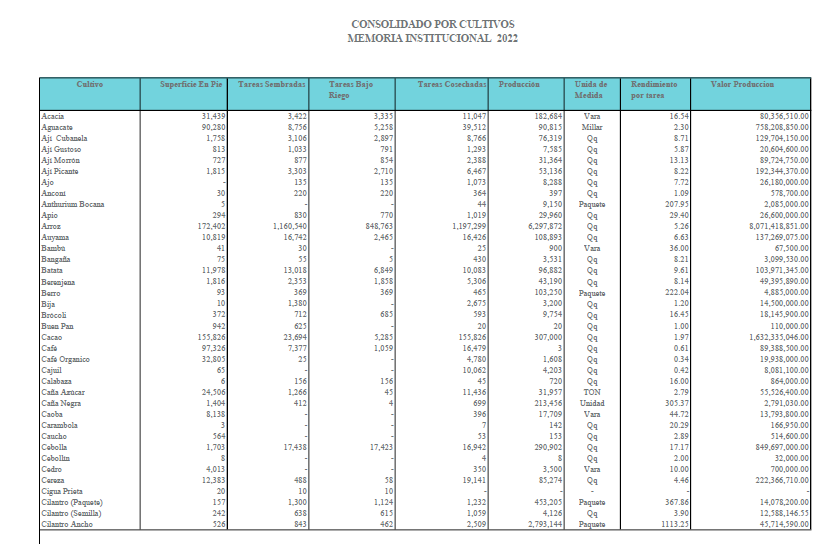 CONSOLIDADO POR CULTIVOS
MEMORIA INSTITUCIONAL 2022
Cultivo Superficie En Pie Tareas Sembradas Tareas Bajo Riego Tareas Cosechadas Producción Unida de Medida Rendimiento por tarea Valor Produccion
Acacia 31,439 3,422 3,335 11,047 182,684 Vara 16.54 80,356,510.00
Aguacate 90,280 8,756 5,258 39,512 90,815 Millar 2.30 758,208,850.00
Ají Cubanela 1,758 3,106 2,897 8,766 76,319 Qq 8.71 129,704,150.00
Ají Gustoso 813 1,033 791 1,293 7,585 Qq 5.87 20,604,600.00
Ají Morrón 727 877 854 2,388 31,364 Qq 13.13 89,724,750.00
Ají Picante 1,815 3,303 2,710 6,467 53,136 Qq 8.22 192,344,370.00
Ajo - 135 135 1,073 8,288 Qq 7.72 26,180,000.00
Anconí 30 220 220 364 397 Qq 1.09 578,700.00
Anthurium Bocana 5 - - 44 9,150 Paquete 207.95 2,085,000.00
Apio 294 830 770 1,019 29,960 Qq 29.40 26,600,000.00
Arroz 172,402 1,160,540 848,763 1,197,299 6,297,872 Qq 5.26 8,071,418,851.00
Auyama 10,819 16,742 2,465 16,426 108,893 Qq 6.63 137,269,075.00
Bambú 41 30 - 25 900 Vara 36.00 67,500.00
Bangaña 75 55 5 430 3,531 Qq 8.21 3,099,530.00
Batata 11,978 13,018 6,849 10,083 96,882 Qq 9.61 103,971,345.00
Berenjena 1,816 2,353 1,858 5,306 43,190 Qq 8.14 49,395,890.00
Berro 93 369 369 465 103,250 Paquete 222.04 4,885,000.00
Bija 10 1,380 - 2,675 3,200 Qq 1.20 14,500,000.00
Brócoli 372 712 685 593 9,754 Qq 16.45 18,145,900.00
Buen Pan 942 625 - 20 20 Qq 1.00 110,000.00
Cacao 155,826 23,694 5,285 155,826 307,000 Qq 1.97 1,632,335,046.00
Café 97,326 7,377 1,059 16,479 3 Qq 0.61 89,388,500.00
Café Organico 32,805 25 - 4,780 1,608 Qq 0.34 19,938,000.00
Cajuil 65 - - 10,062 4,203 Qq 0.42 8,081,100.00
Calabaza 6 156 156 45 720 Qq 16.00 864,000.00
Caña Azúcar 24,506 1,266 45 11,436 31,957 TON 2.79 55,526,400.00
Caña Negra 1,404 412 4 699 213,456 Unidad 305.37 2,791,030.00
Caoba 8,138 - - 396 17,709 Vara 44.72 13,793,800.00
Carambola 3 - - 7 142 Qq 20.29 166,950.00
Caucho 564 - - 53 153 Qq 2.89 514,600.00
Cebolla 1,703 17,438 17,423 16,942 290,902 Qq 17.17 849,697,000.00
Cebollin 8 - - 4 8 Qq 2.00 32,000.00
Cedro 4,013 - - 350 3,500 Vara 10.00 700,000.00
Cereza 12,383 488 58 19,141 85,274 Qq 4.46 222,366,710.00
Cigua Prieta 20 10 10 - - - - -
Cilantro (Paquete) 157 1,300 1,124 1,232 453,205 Paquete 367.86 14,078,200.00
Cilantro (Semilla) 242 638 615 1,059 4,126 Qq 3.90 12,588,146.55
Cilantro Ancho 526 843 462 2,509 2,793,144 Paquete 1113.25 45,714,590.00